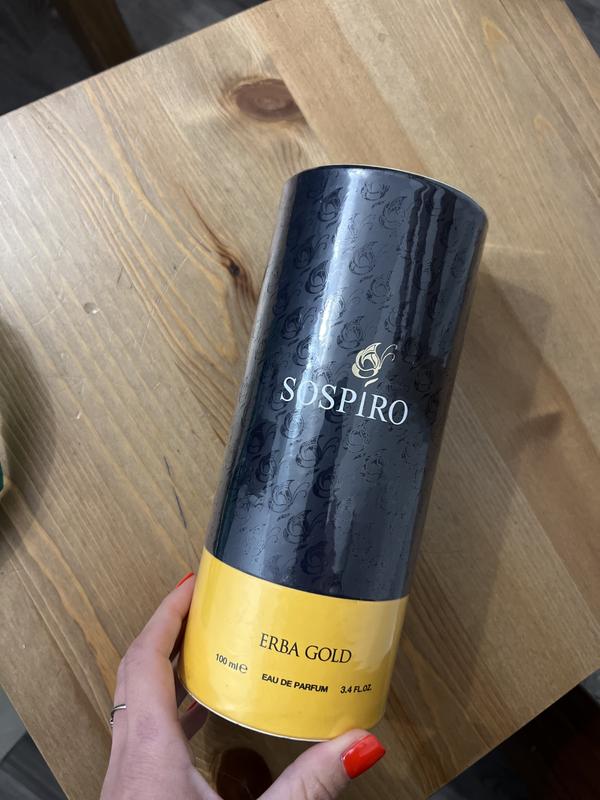 SOSPIRO
ERBA GOLD
100 ml℮ EAU DE PARFUM 3.4 FL.OZ.